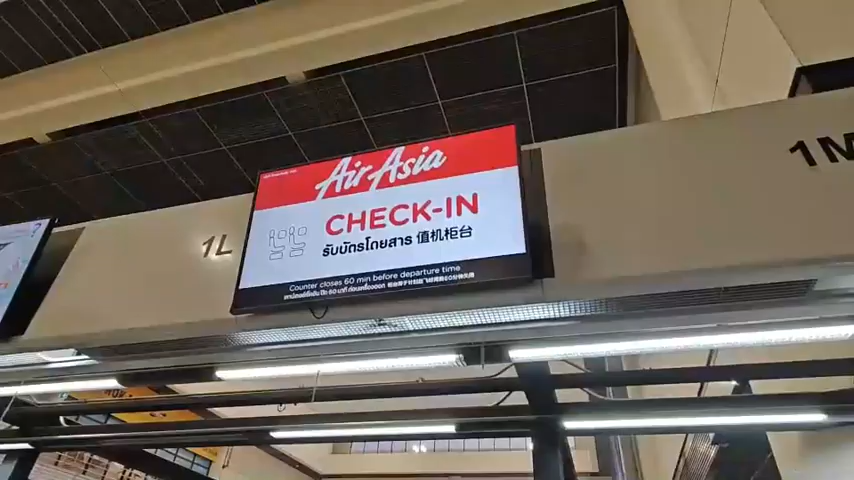 AirAsia
CHECK-IN
รับบัตรโดยสาร 值机柜台
Counter closes 60 min before departure time
1L
1M